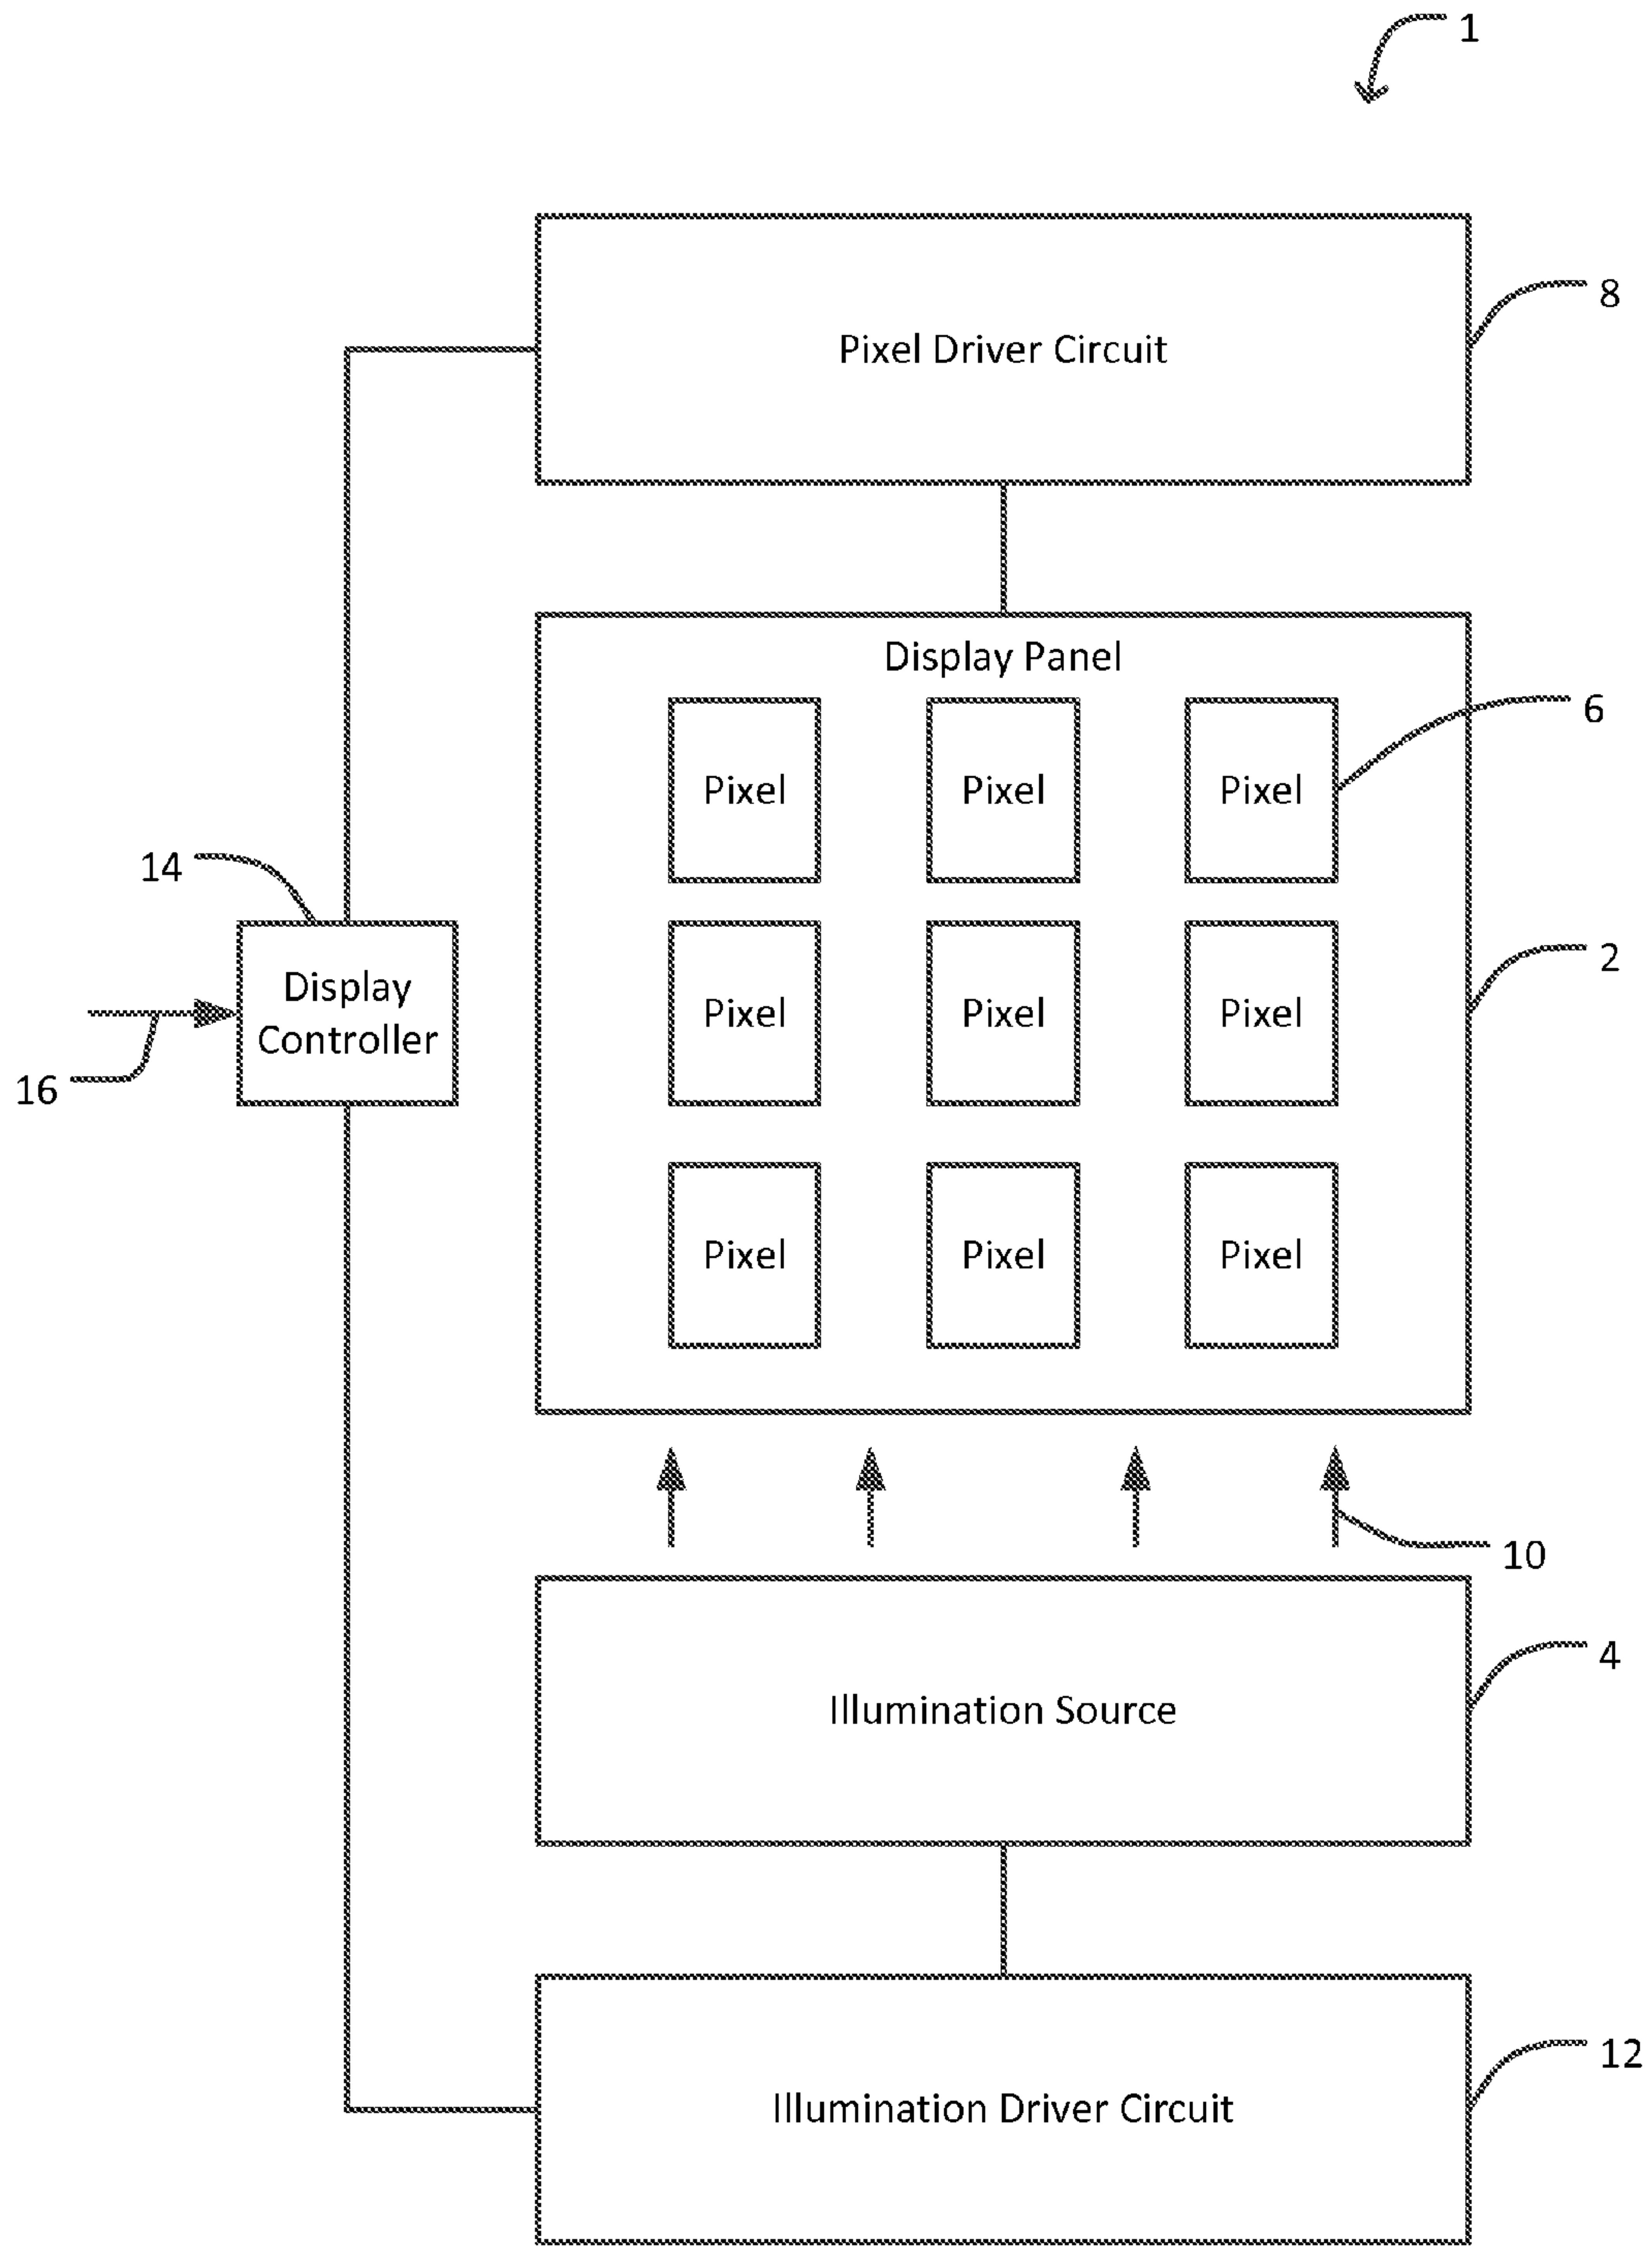 1
8
Pixel Driver Circuit
Display Panel
6
Pixel Pixel Pixel
14
2
Display
Controller
Pixel Pixel Pixel
16
Pixel Pixel Pixel
10
4
Illumination Source
12
Illumination Driver Circuit